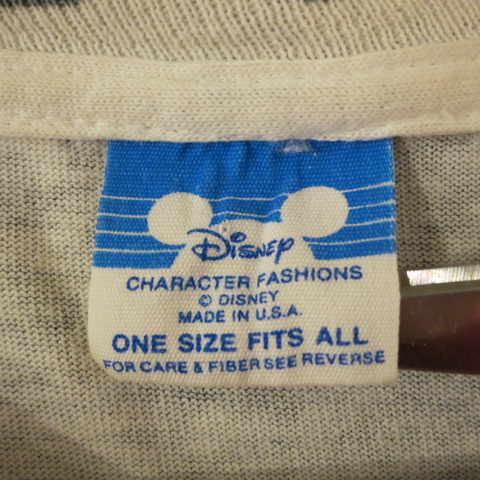 Disney
CHARACTER FASHIONS
© DISNEY
MADE IN U.S.A.
ONE SIZE FITS ALL
FOR CARE & FIBER SEE REVERSE